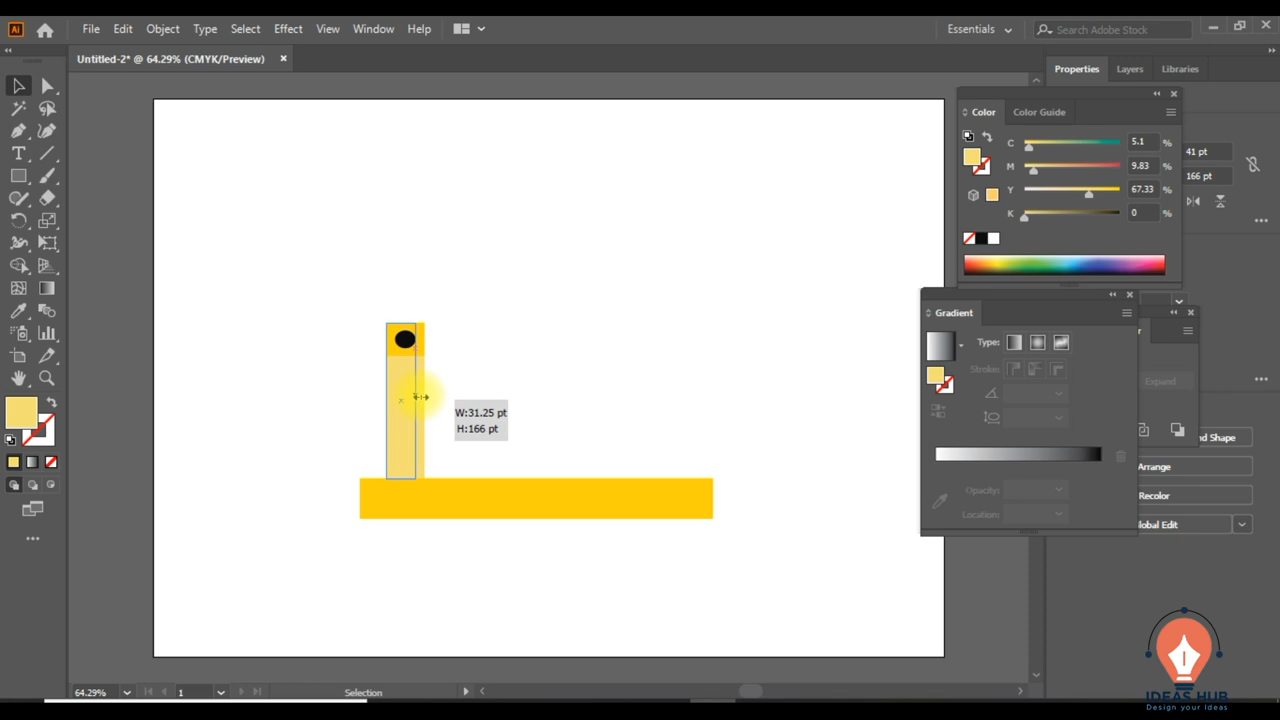 Ai File Edit Object Type Select Effect View Window Help Essentials Search Adobe Stock
Untitled-2* @ 64.29% (CMYK/Preview)
Properties Layers Libraries
Color Color Guide
C 5.1 %
M 9.83 %
Y 67.33 %
K 0 %
41 pt
166 pt
Gradient
Type:
Stroke:
Expand
Opacity:
Location:
nd Shape
Arrange
Recolor
lobal Edit
W:31.25 pt
H:166 pt
64.29% 1 Selection
IDEAS HUB
Design your Ideas